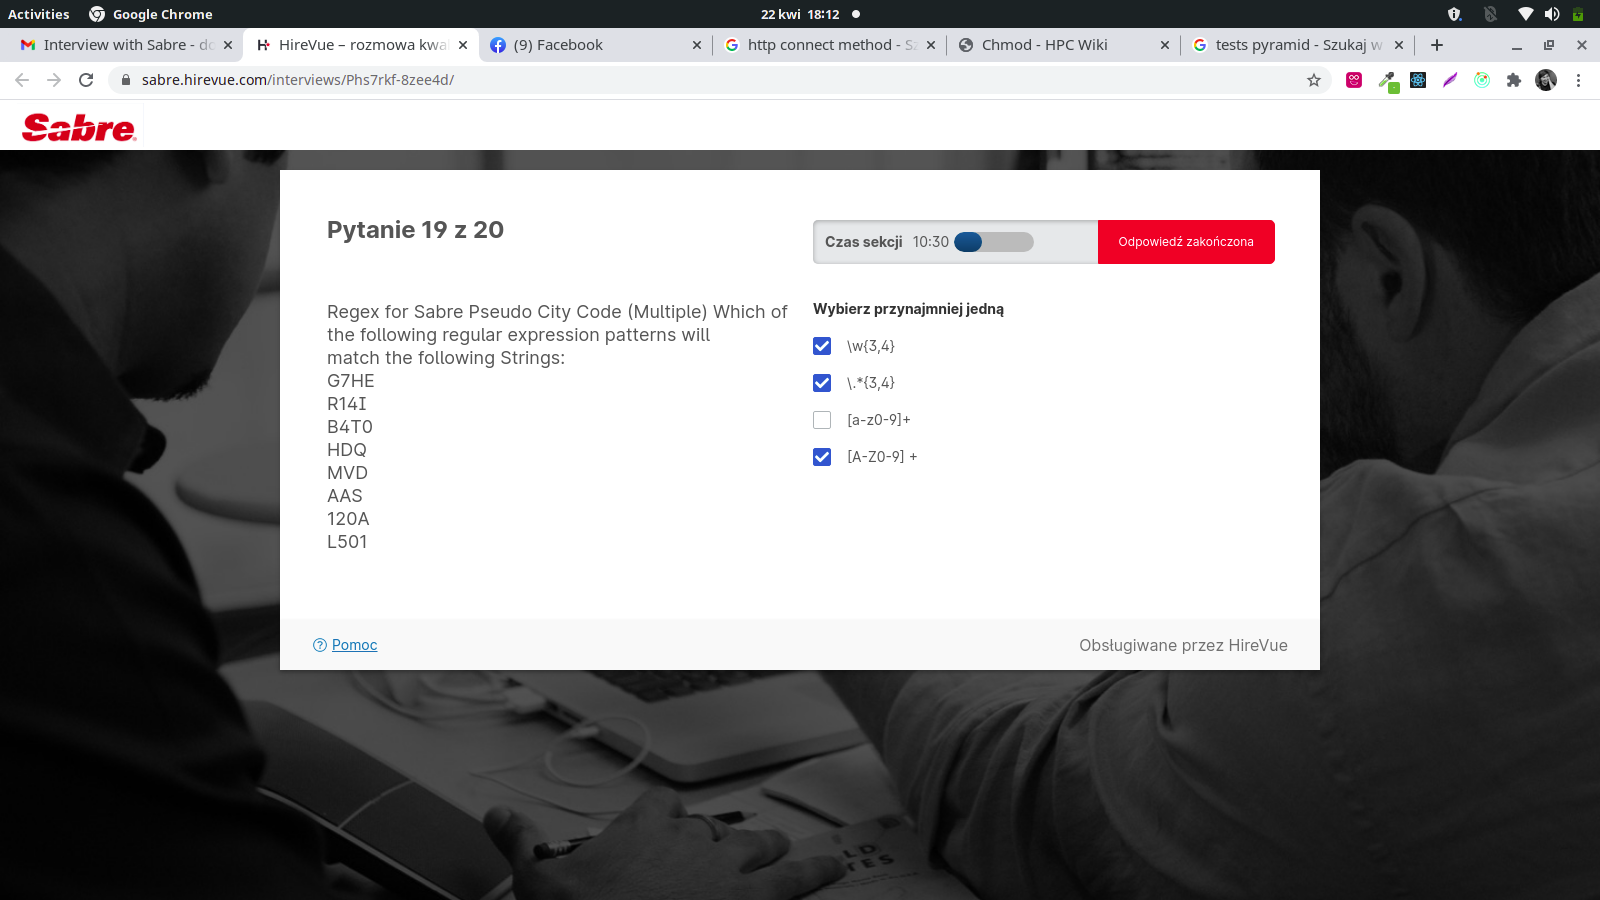 Activities
Google Chrome
22 kwi 18:12
Interview with Sabre - do
HireVue – rozmowa kwa
(9) Facebook
http connect method - Sz
Chmod - HPC Wiki
tests pyramid - Szukaj w
sabre.hirevue.com/interviews/Phs7rkf-8zee4d/
Sabre
Pytanie 19 z 20
Czas sekcji 10:30
Odpowiedź zakończona
Regex for Sabre Pseudo City Code (Multiple) Which of
the following regular expression patterns will
match the following Strings:
G7HE
R14I
B4T0
HDQ
MVD
AAS
120A
L501
Wybierz przynajmniej jedną
\w{3,4}
\.*{3,4}
[a-z0-9]+
[A-Z0-9] +
Pomoc
Obsługiwane przez HireVue